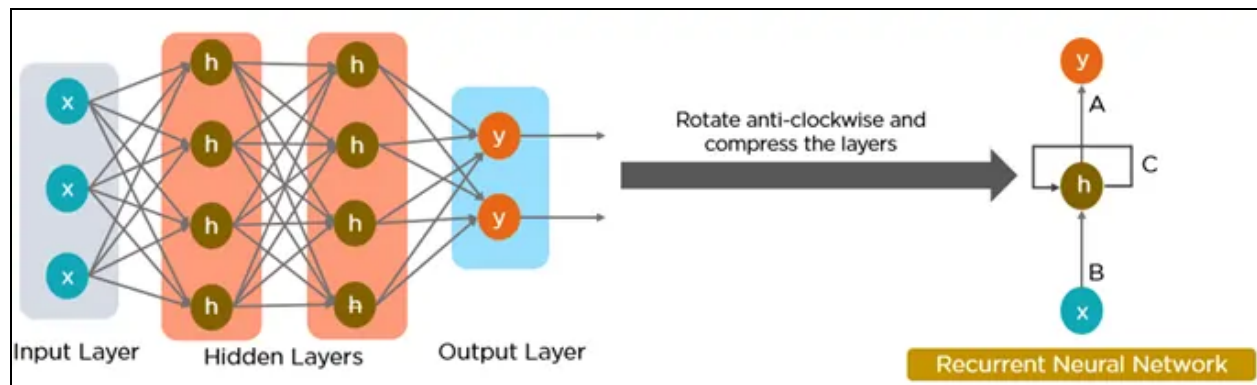 x
x
x
h
h
h
h
h
h
h
h
y
y
Input Layer
Hidden Layers
Output Layer
Rotate anti-clockwise and
compress the layers
y
A
C
h
B
x
Recurrent Neural Network